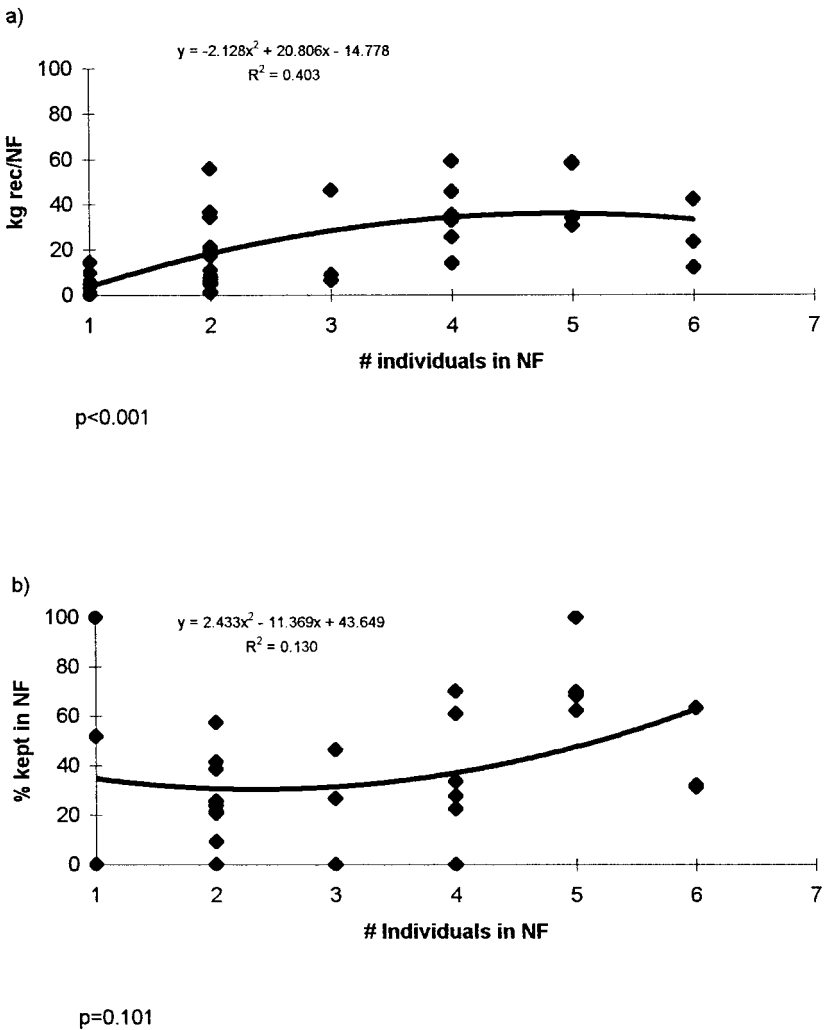 a)
y = -2.128x² + 20.806x - 14.778
R² = 0.403
100
80
60
40
20
0
kg rec/NF
1 2 3 4 5 6 7
# individuals in NF
p<0.001
b)
y = 2.433x² - 11.369x + 43.649
R² = 0.130
100
80
60
40
20
0
% kept in NF
1 2 3 4 5 6 7
# Individuals in NF
p=0.101